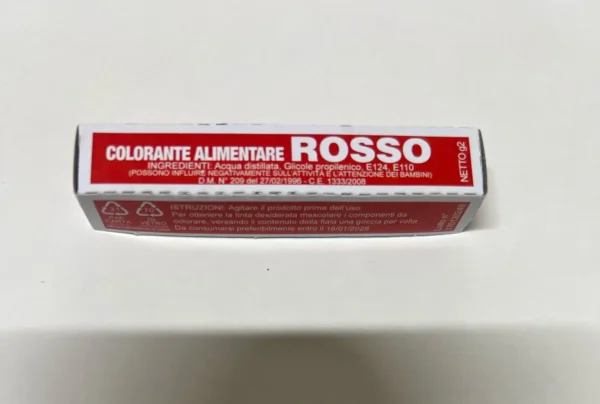 COLORANTE ALIMENTARE ROSSO
INGREDIENTI: Acqua distillata, Glicole propilenico, E124, E110
(POSSONO INFLUIRE NEGATIVAMENTE SULL'ATTIVITÀ E L'ATTENZIONE DEI BAMBINI)
D.M. N° 209 del 27/02/1996 - C.E. 1333/2008
NETTO g2
ISTRUZIONI: Agitare il prodotto prima dell'uso
Per ottenere la tinta desiderata mescolare i componenti da
colorare, versando il contenuto della fiala una goccia per volta
Da consumarsi preferibilmente entro il
VETRO